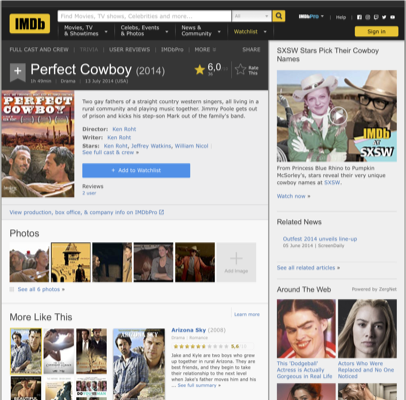 IMDb
Find Movies, TV shows, Celebrities and more...
All
IMDbPro
Help
Movies, TV
& Showtimes
Celebs, Events
& Photos
News &
Community
Watchlist
Sign in
FULL CAST AND CREW
TRIVIA
USER REVIEWS
IMDbPro
MORE
SHARE
Perfect Cowboy (2014)
1h 40min
Drama
13 July 2014 (USA)
6,0
Rate
This
PERFECT
COWBOY
Two gay fathers of a straight country western singers, all living in a
rural community and playing music together. Jimmy Poole gets out
of prison and kicks his step-son Mark out of the family's band.
Director: Ken Roht
Writer: Ken Roht
Stars: Ken Roht, Jeffrey Watkins, William Nicol
See full cast & crew »
+ Add to Watchlist
Reviews
2 user
View production, box office, & company info on IMDbPro
Photos
Add Image
See all 6 photos »
More Like This
Learn more
Arizona Sky (2008)
Drama | Romance
5,6
Jake and Kyle are two boys who grew
up together in rural Arizona. They are
best friends, and they begin to take
their relationship to the next level
when Jake's father moves him and his
... See full summary »
SXSW Stars Pick Their Cowboy
Names
IMDb
AT
SXSW
From Princess Blue Rhino to Pumpkin
McSorley's, stars reveal their very unique
cowboy names at SXSW.
Watch now »
Related News
Outfest 2014 unveils line-up
05 June 2014 | ScreenDaily
See all related articles »
Around The Web
Powered by ZergNet
This 'Dodgeball'
Actress is Actually
Gorgeous in Real Life
Actors Who Were
Replaced and No One
Noticed